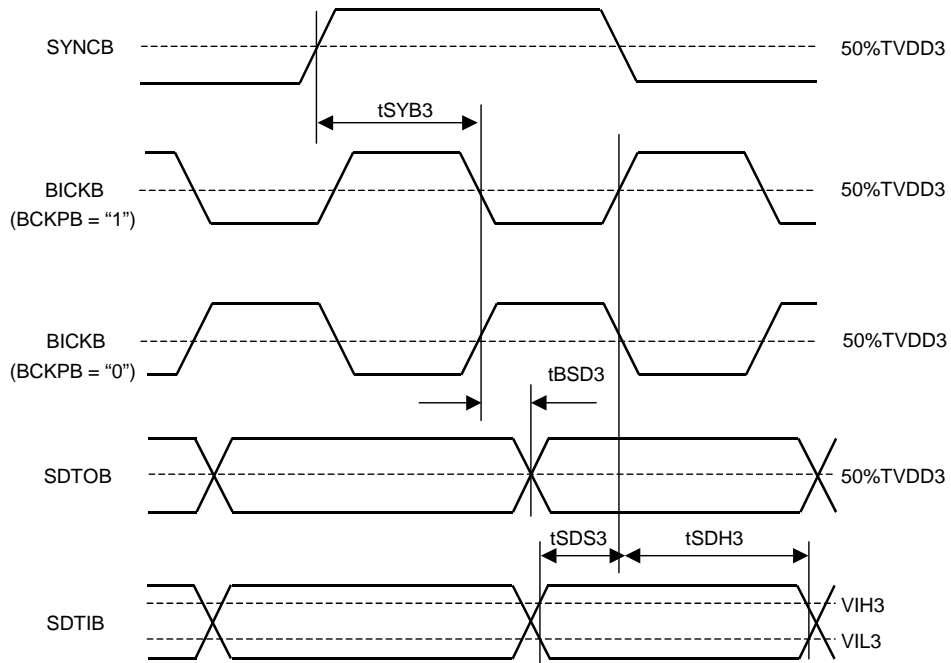 SYNCB
50%TVDD3
tSYB3
BICKB
(BCKPB = “1”)
50%TVDD3
BICKB
(BCKPB = “0”)
50%TVDD3
tBSD3
SDTOB
50%TVDD3
tSDS3
tSDH3
SDTIB
VIH3
VIL3